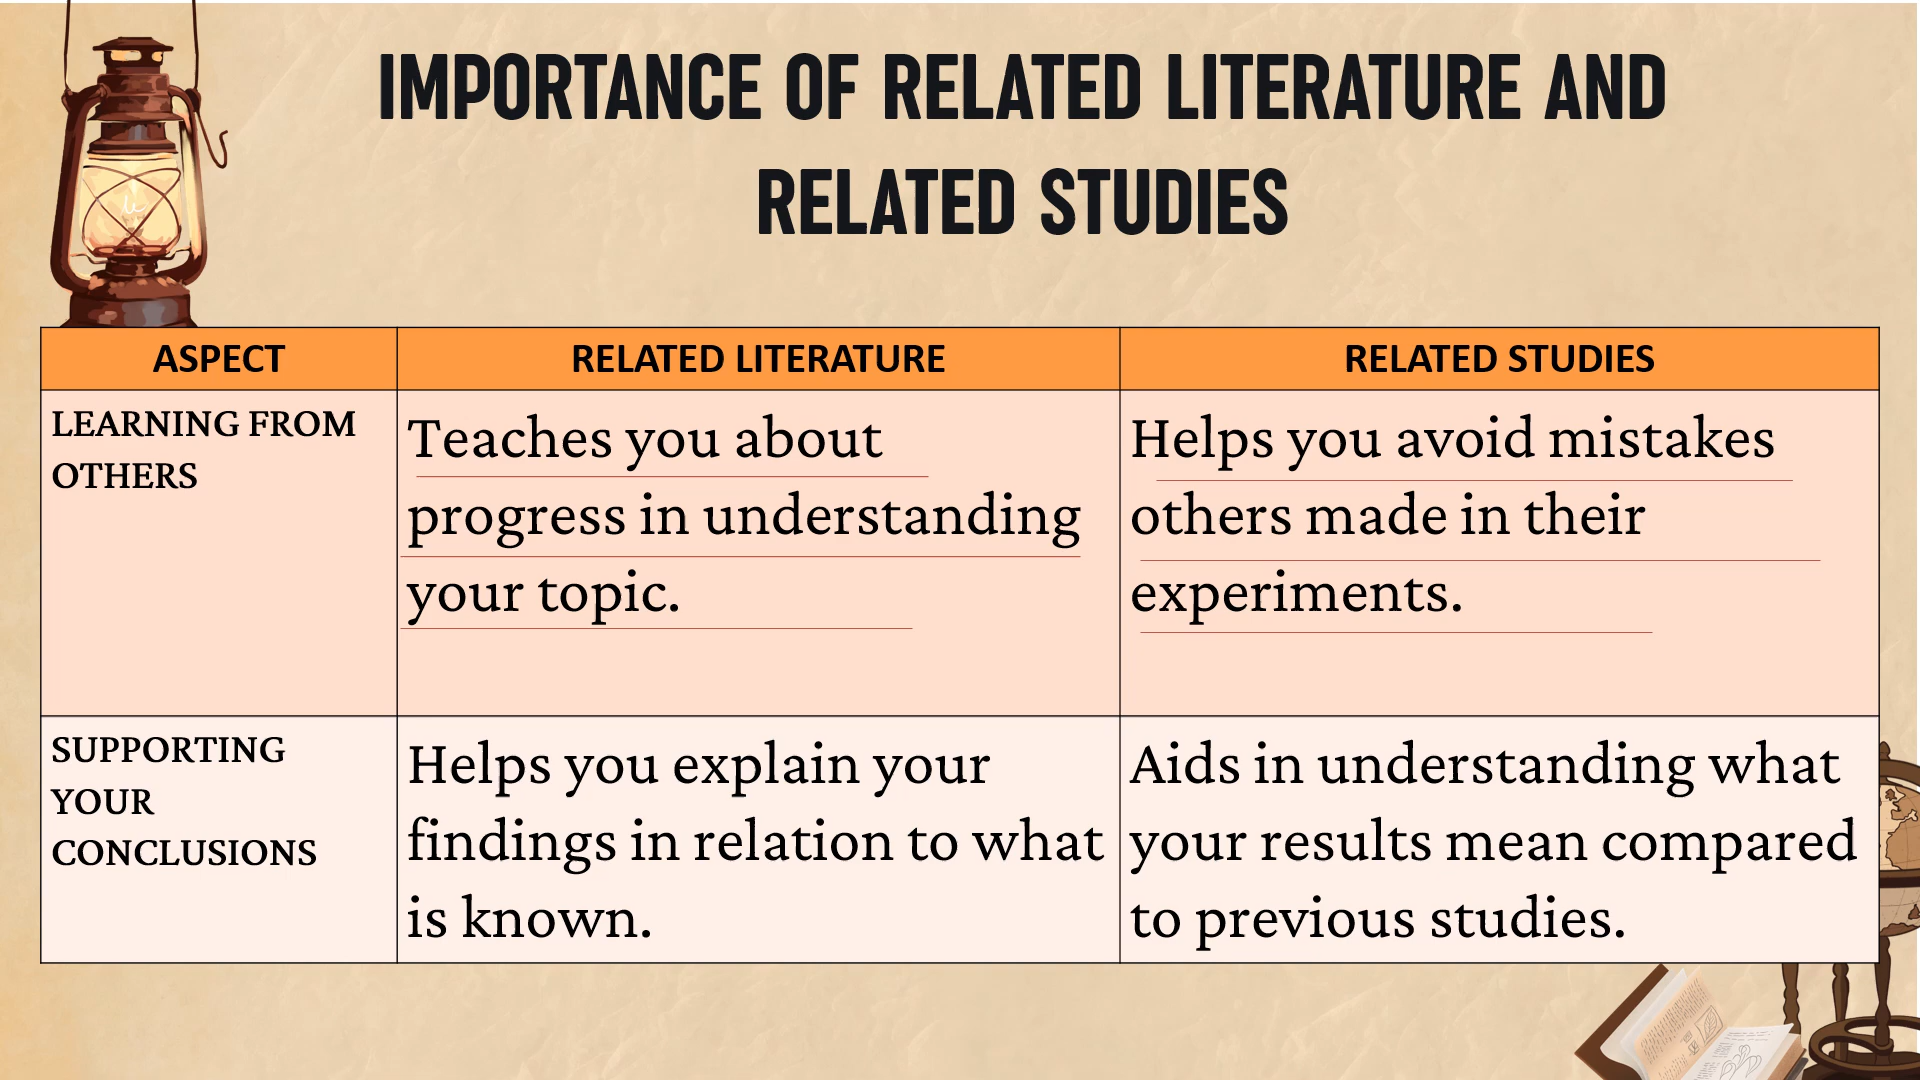 IMPORTANCE OF RELATED LITERATURE AND
RELATED STUDIES
ASPECT
RELATED LITERATURE
RELATED STUDIES
LEARNING FROM
OTHERS
Teaches you about
progress in understanding
your topic.
Helps you avoid mistakes
others made in their
experiments.
SUPPORTING
YOUR
CONCLUSIONS
Helps you explain your
findings in relation to what
is known.
Aids in understanding what
your results mean compared
to previous studies.